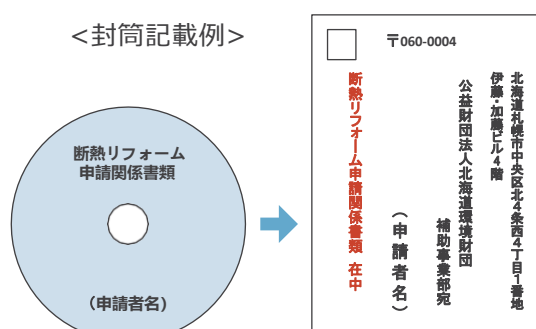 <封筒記載例>
断熱リフォーム
申請関係書類
（申請者名）
〒060-0004
北海道札幌市中央区北4条西4丁目1番地
伊藤・加藤ビル4階
公益財団法人北海道環境財団
補助事業部宛
（申請者名）
断熱リフォーム申請関係書類 在中